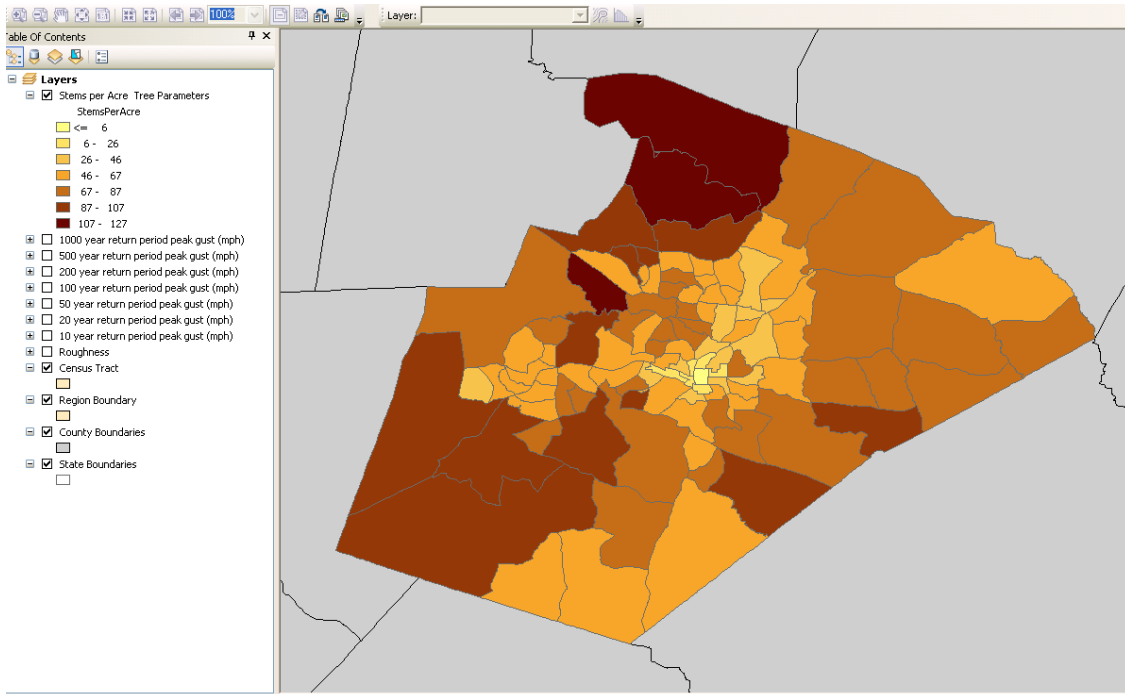 100%
Layer:
Table Of Contents
Layers
Stems per Acre Tree Parameters
StemsPerAcre
<= 6
6 - 26
26 - 46
46 - 67
67 - 87
87 - 107
107 - 127
1000 year return period peak gust (mph)
500 year return period peak gust (mph)
200 year return period peak gust (mph)
100 year return period peak gust (mph)
50 year return period peak gust (mph)
20 year return period peak gust (mph)
10 year return period peak gust (mph)
Roughness
Census Tract
Region Boundary
County Boundaries
State Boundaries